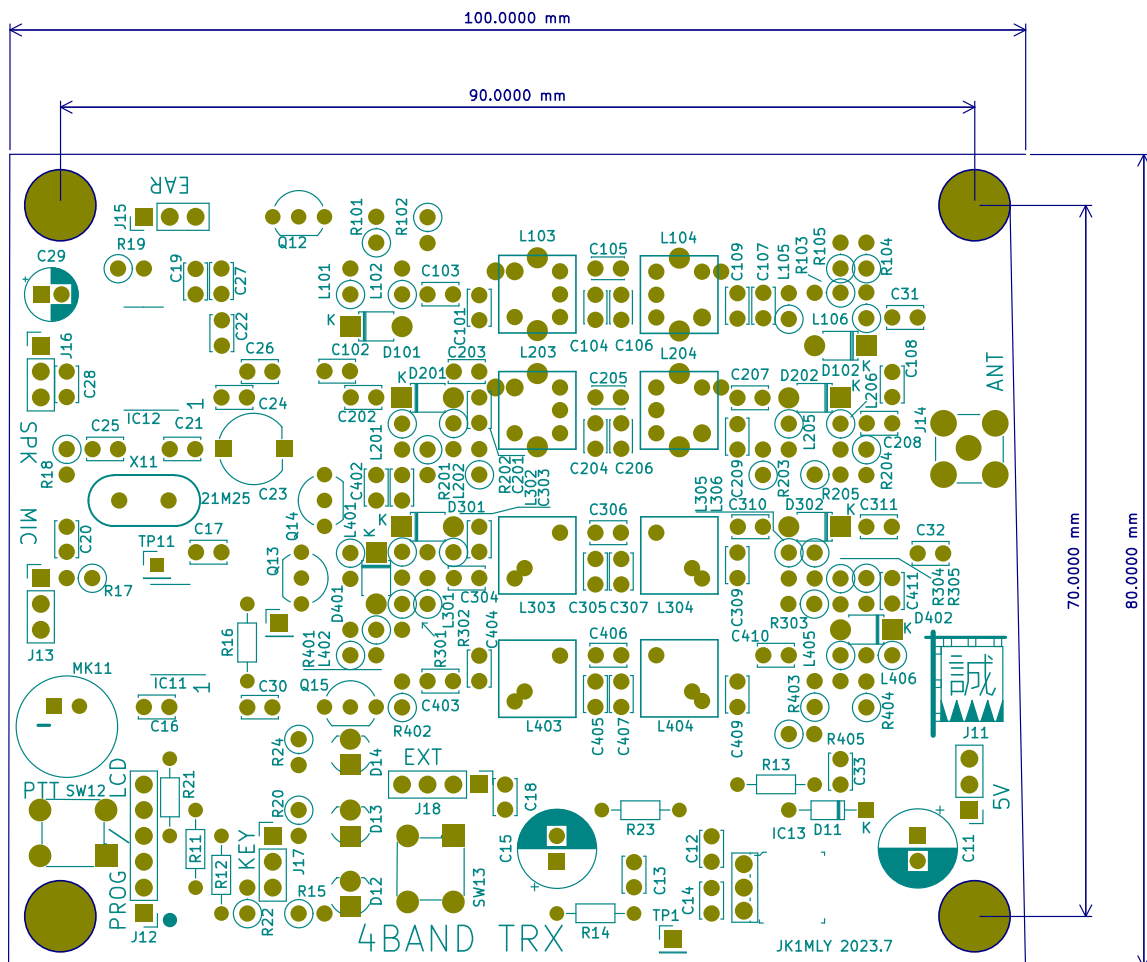 100.0000 mm
90.0000 mm
EAR
J15
R19
C29
+
C19
C27
C22
Q12
R101
R102
L101
L102
C103
C101
K
D101
L103
C105
L104
C104
C106
C109
C107
L105
R103
R105
R104
C31
L106
K
D102
C108
J16
C28
C26
C102
C203
D201
K
L203
C205
L204
C207
D202
K
L206
ANT
J14
IC12
1
C24
C202
L201
C204
C206
L205
C208
SPK
R18
C25
C21
X11
21M25
C23
C402
R201
L202
R202
C201
L302
C303
C209
R203
R204
R205
MIC
C20
TP11
C17
Q14
Q13
L401
K
D301
C306
L305
L306
C310
D302
K
C311
C32
J13
R17
R16
D401
L301
C304
L303
C305
C307
L304
C309
R303
C411
R304
R305
R401
L402
R301
R302
C404
C406
C410
L405
D402
K
L406
誠
MK11
IC11
1
C16
C30
Q15
R402
C403
L403
C405
C407
L404
C409
R403
R404
R405
J11
5V
R24
D14
EXT
J18
C18
R13
C33
PTT
SW12
PROG / LCD
R21
R11
R12
KEY
R20
J17
D13
SW13
C15
+
R23
IC13
D11
K
C11
+
C12
C14
C13
J12
R22
R15
D12
R14
TP1
4BAND TRX
JK1MLY 2023.7
70.0000 mm
80.0000 mm